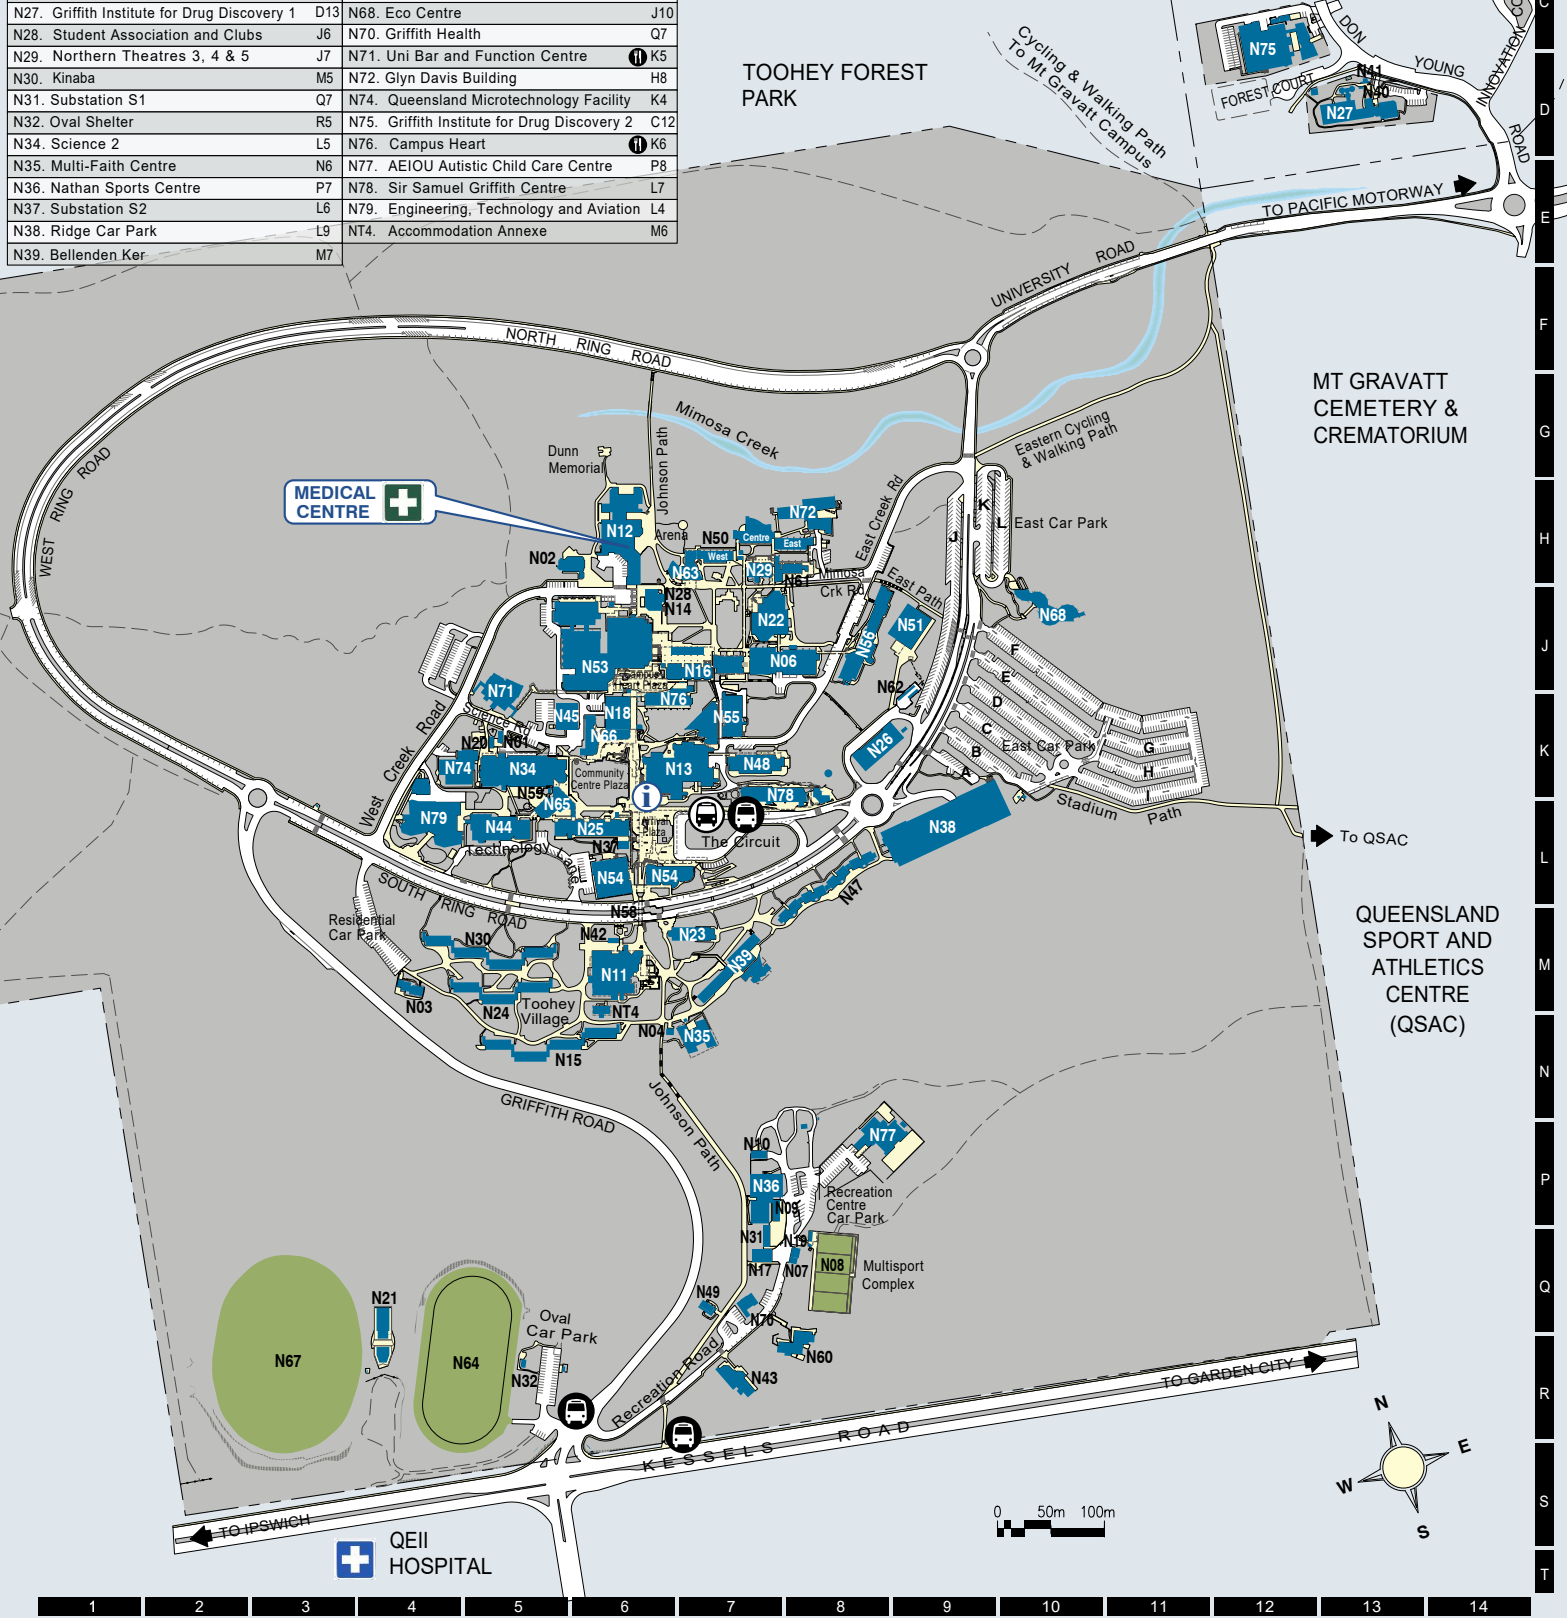 N27. Griffith Institute for Drug Discovery 1 D13
N28. Student Association and Clubs J6
N29. Northern Theatres 3, 4 & 5 J7
N30. Kinaba M5
N31. Substation S1 Q7
N32. Oval Shelter R5
N34. Science 2 L5
N35. Multi-Faith Centre N6
N36. Nathan Sports Centre P7
N37. Substation S2 L6
N38. Ridge Car Park L9
N39. Bellenden Ker M7
N68. Eco Centre J10
N70. Griffith Health Q7
N71. Uni Bar and Function Centre K5
N72. Glyn Davis Building H8
N74. Queensland Microtechnology Facility K4
N75. Griffith Institute for Drug Discovery 2 C12
N76. Campus Heart K6
N77. AEIOU Autistic Child Care Centre P8
N78. Sir Samuel Griffith Centre L7
N79. Engineering, Technology and Aviation L4
NT4. Accommodation Annexe M6
TOOHEY FOREST
PARK
Cycling & Walking Path
To Mt Gravatt Campus
N75
FOREST COURT
DON
YOUNG
ROAD
INNOVATION
CO
N41
N40
N27
TO PACIFIC MOTORWAY
UNIVERSITY ROAD
NORTH RING ROAD
WEST RING ROAD
MT GRAVATT
CEMETERY &
CREMATORIUM
Mimosa Creek
Johnson Path
Eastern Cycling
& Walking Path
Dunn
Memorial
MEDICAL
CENTRE
N12
N02
Arena
N50
Centre
East
West
N72
N63
N29
N61
Mimosa
Crk Rd
East Creek Rd
East Path
J
K
L
East Car Park
N68
N28
N14
N22
N51
N56
N53
N16
N06
N62
Campus
Heart Plaza
N76
N71
Science Rd
N45
N18
N66
N55
N20
N61
N26
F
E
D
C
B
A
East Car Park
G
H
I
West Creek Road
N74
N34
Community
Centre Plaza
N13
N48
N59
N65
N78
N79
N44
N25
N37
Arrival
Plaza
The Circuit
N38
Stadium Path
To QSAC
Technology Lane
N54
N54
N47
SOUTH RING ROAD
N58
Residential
Car Park
N30
N42
N23
N39
N11
N03
N24
Toohey
Village
NT4
N04
N35
N15
QUEENSLAND
SPORT AND
ATHLETICS
CENTRE
(QSAC)
GRIFFITH ROAD
Johnson Path
N77
N10
N36
N09
Recreation
Centre
Car Park
N31
N19
N17
N07
N08
Multisport
Complex
N49
N70
N60
N43
Recreation Road
N21
N67
N64
Oval
Car Park
N32
KESSELS ROAD
TO GARDEN CITY
TO IPSWICH
QEII
HOSPITAL
0 50m 100m
N
E
W
S
C
D
E
F
G
H
J
K
L
M
N
P
Q
R
S
T
1 2 3 4 5 6 7 8 9 10 11 12 13 14